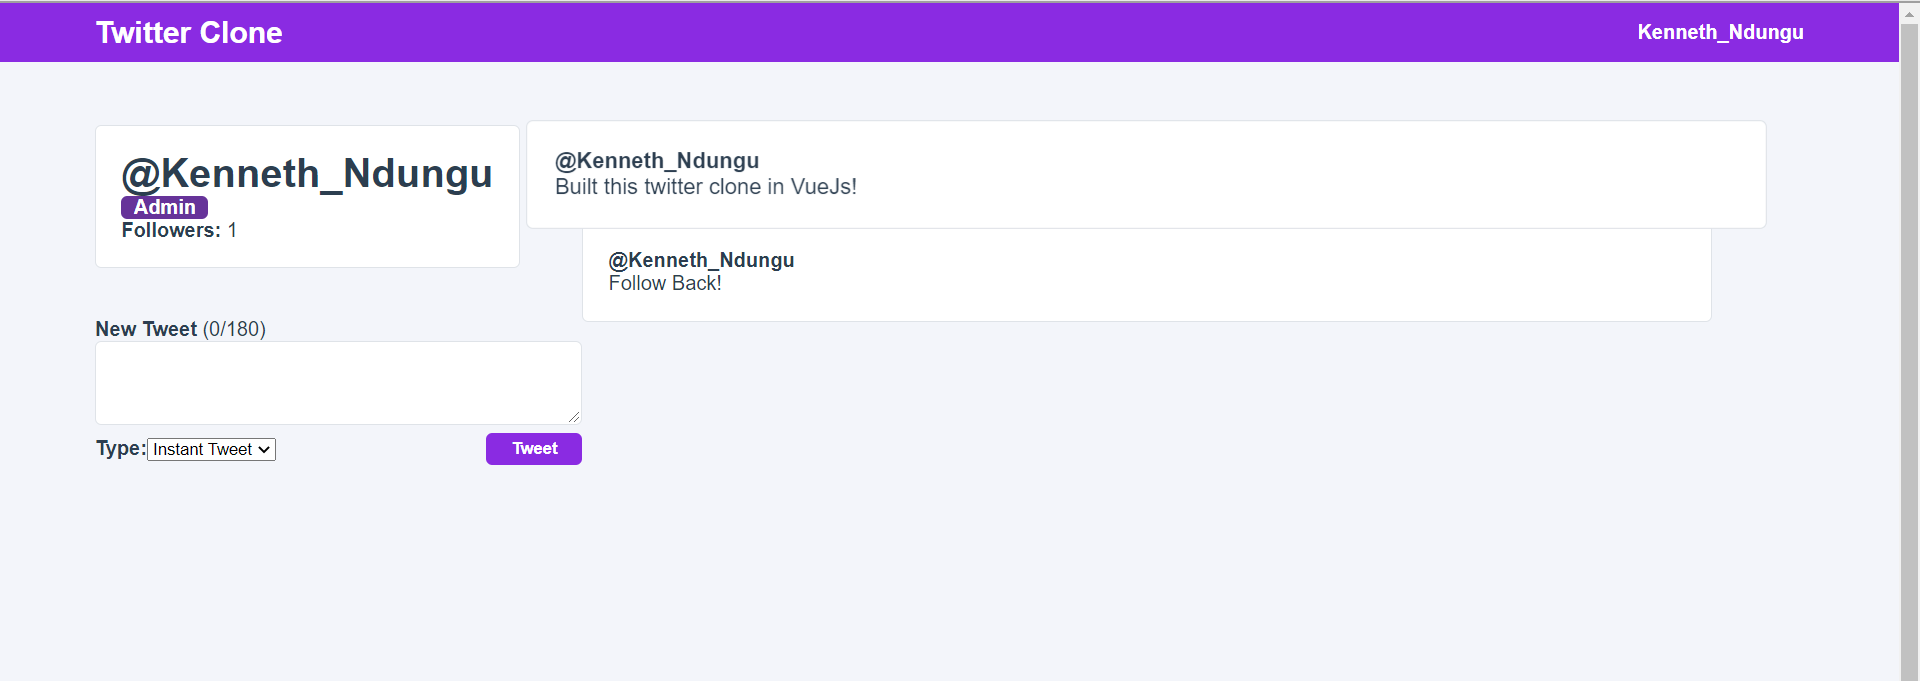 Twitter Clone
Kenneth_Ndungu
@Kenneth_Ndungu
Admin
Followers: 1
New Tweet (0/180)
Type: Instant Tweet
Tweet
@Kenneth_Ndungu
Built this twitter clone in VueJs!
@Kenneth_Ndungu
Follow Back!